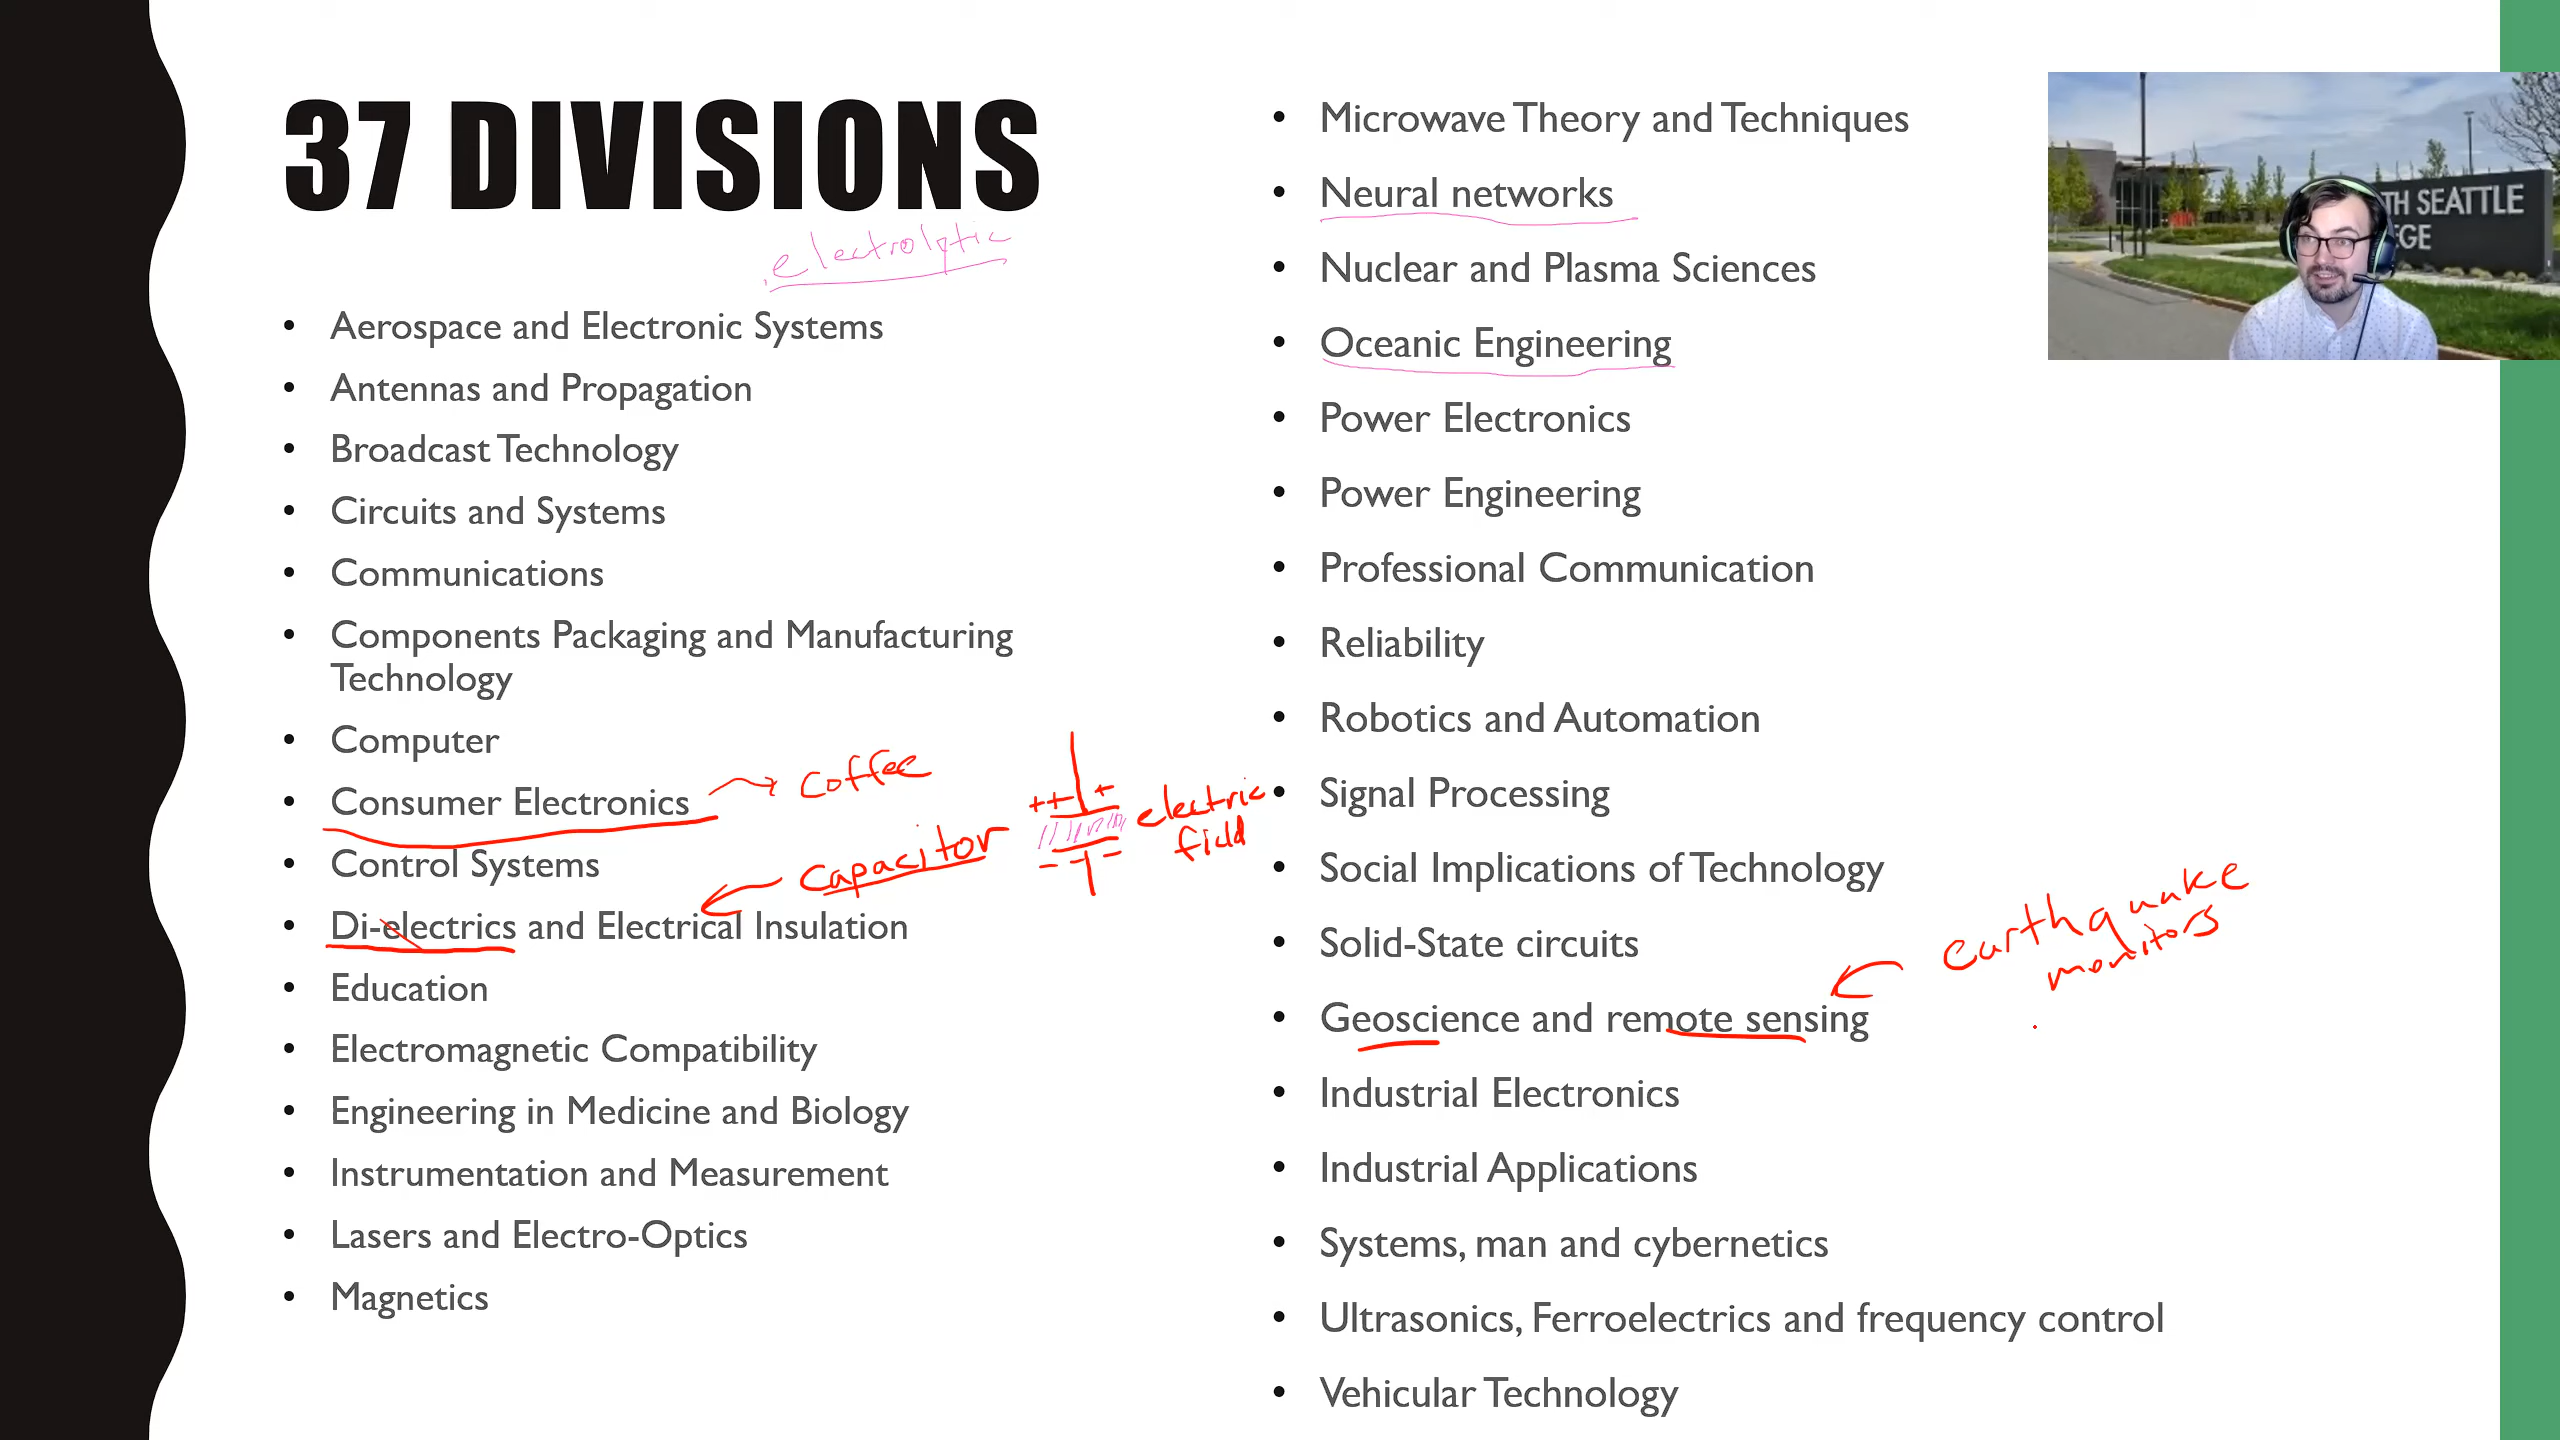 37 DIVISIONS
electrolytic
• Aerospace and Electronic Systems
• Antennas and Propagation
• Broadcast Technology
• Circuits and Systems
• Communications
• Components Packaging and Manufacturing
Technology
• Computer
• Consumer Electronics
coffee
• Control Systems
capacitor
++ +
- -
electric
field
• Di-electrics and Electrical Insulation
• Education
• Electromagnetic Compatibility
• Engineering in Medicine and Biology
• Instrumentation and Measurement
• Lasers and Electro-Optics
• Magnetics
• Microwave Theory and Techniques
• Neural networks
• Nuclear and Plasma Sciences
• Oceanic Engineering
• Power Electronics
• Power Engineering
• Professional Communication
• Reliability
• Robotics and Automation
• Signal Processing
• Social Implications of Technology
• Solid-State circuits
earthquake
monitors
• Geoscience and remote sensing
• Industrial Electronics
• Industrial Applications
• Systems, man and cybernetics
• Ultrasonics, Ferroelectrics and frequency control
• Vehicular Technology
TH SEATTLE
EGE